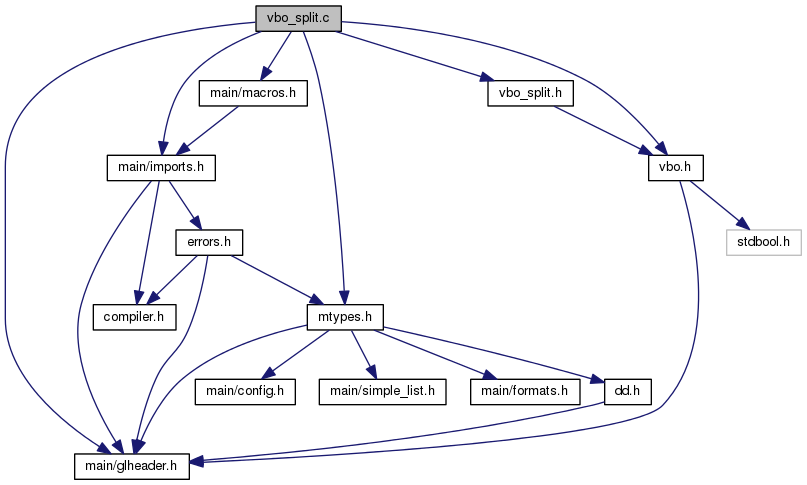 vbo_split.c
main/macros.h
vbo_split.h
main/imports.h
vbo.h
errors.h
stdbool.h
compiler.h
mtypes.h
main/config.h
main/simple_list.h
main/formats.h
dd.h
main/glheader.h